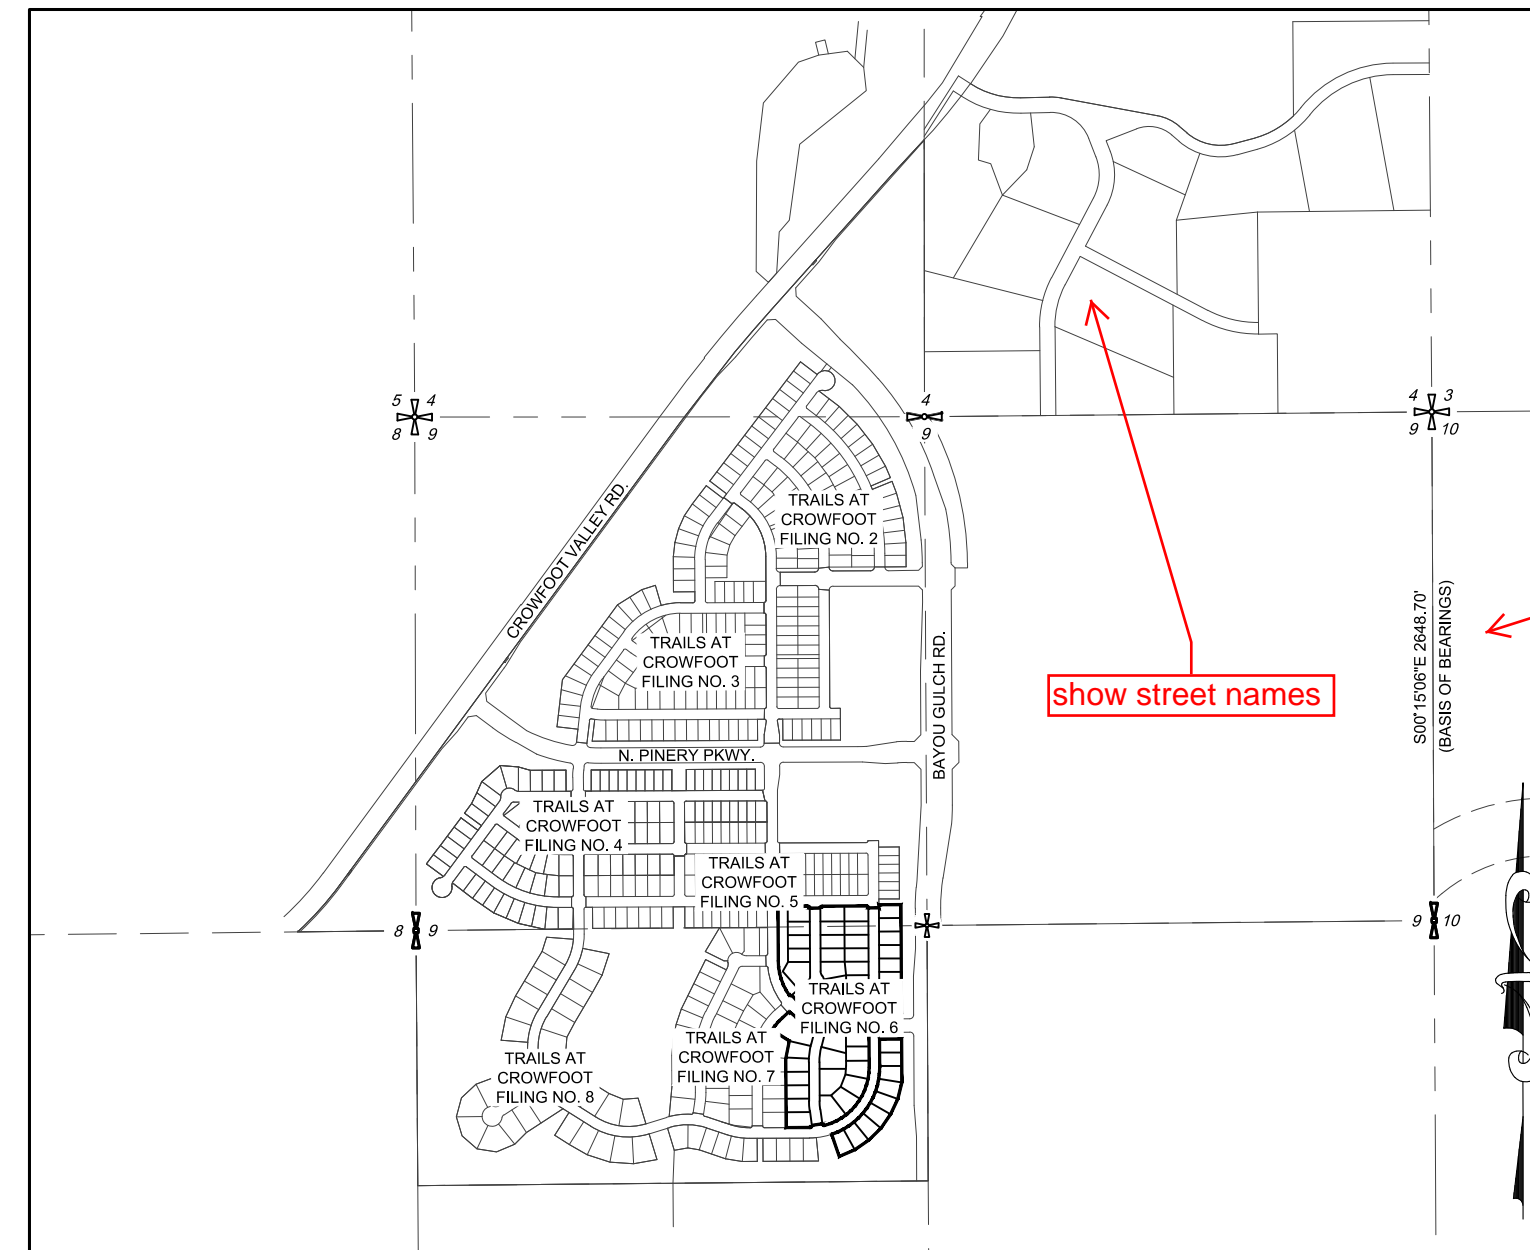 5 4
8 9
4
9
4 3
9 10
TRAILS AT
CROWFOOT
FILING NO. 2
CROWFOOT VALLEY RD.
TRAILS AT
CROWFOOT
FILING NO. 3
BAYOU GULCH RD.
show street names
S00°15'06"E 2648.70'
(BASIS OF BEARINGS)
N. PINERY PKWY.
TRAILS AT
CROWFOOT
FILING NO. 4
TRAILS AT
CROWFOOT
FILING NO. 5
8 9
9 10
TRAILS AT
CROWFOOT
FILING NO. 6
TRAILS AT
CROWFOOT
FILING NO. 7
TRAILS AT
CROWFOOT
FILING NO. 8